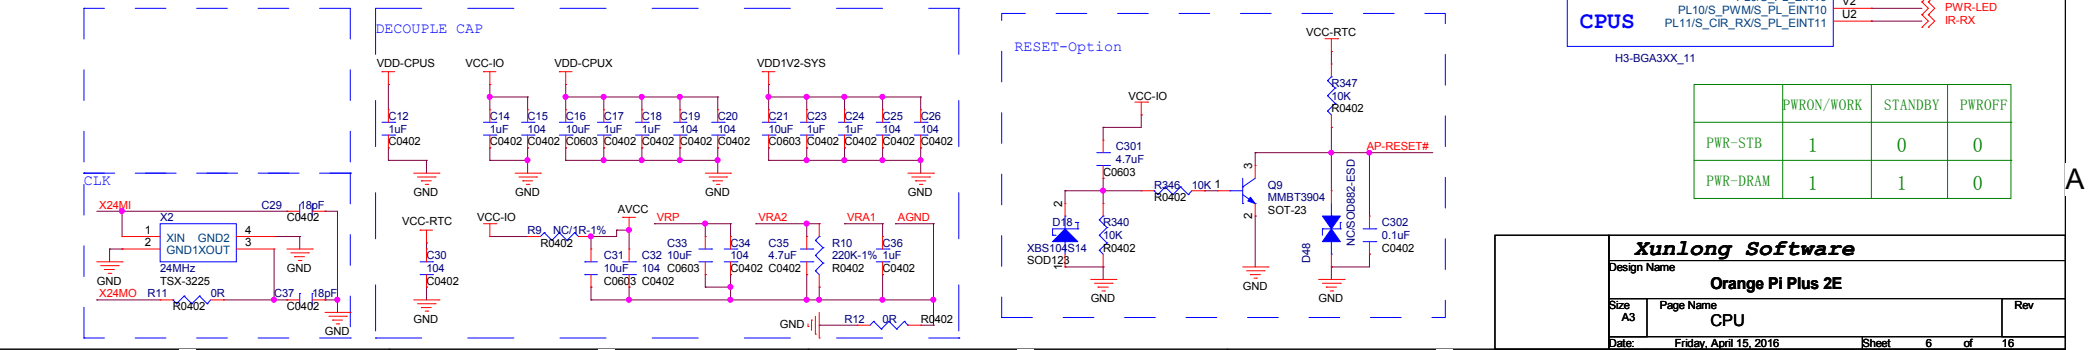 DECOUPLE CAP
VDD-CPUS
C12
1uF
C0402
GND
VCC-IO
C14
1uF
C0402
C15
104
C0402
GND
VDD-CPUX
C16
10uF
C0603
C17
1uF
C0402
C18
1uF
C0402
C19
104
C0402
C20
104
C0402
GND
VDD1V2-SYS
C21
10uF
C0603
C23
1uF
C0402
C24
1uF
C0402
C25
104
C0402
C26
104
C0402
GND
CLK
X24MI
C29
18pF
C0402
X2
1
2
XIN GND2
GND1XOUT
4
3
24MHz
TSX-3225
GND
GND
X24MO
R11
0R
R0402
C37
18pF
C0402
GND
VCC-RTC
C30
104
C0402
GND
VCC-IO
R9
NC/1R-1%
R0402
AVCC
C31
10uF
C0603
C32
104
C0402
VRP
C33
10uF
C0603
C34
104
C0402
VRA2
C35
4.7uF
C0402
R10
220K-1%
R0402
VRA1
C36
1uF
C0402
AGND
GND
R12
0R
R0402
RESET-Option
VCC-IO
C301
4.7uF
C0603
2
D18
XBS104S14
SOD123
1
R340
10K
R0402
GND
R346
10K
R0402
1
3
2
Q9
MMBT3904
SOT-23
GND
VCC-RTC
R347
10K
R0402
AP-RESET#
D48
NC/SOD882-ESD
C302
0.1uF
C0402
GND
CPUS
PL10/S_PWM/S_PL_EINT10
PL11/S_CIR_RX/S_PL_EINT11
V2
U2
PWR-LED
IR-RX
H3-BGA3XX_11
PWRON/WORK STANDBY PWROFF
PWR-STB 1 0 0
PWR-DRAM 1 1 0
A
Xunlong Software
Design Name
Orange Pi Plus 2E
Size
A3
Page Name
CPU
Rev
Date: Friday, April 15, 2016 Sheet 6 of 16